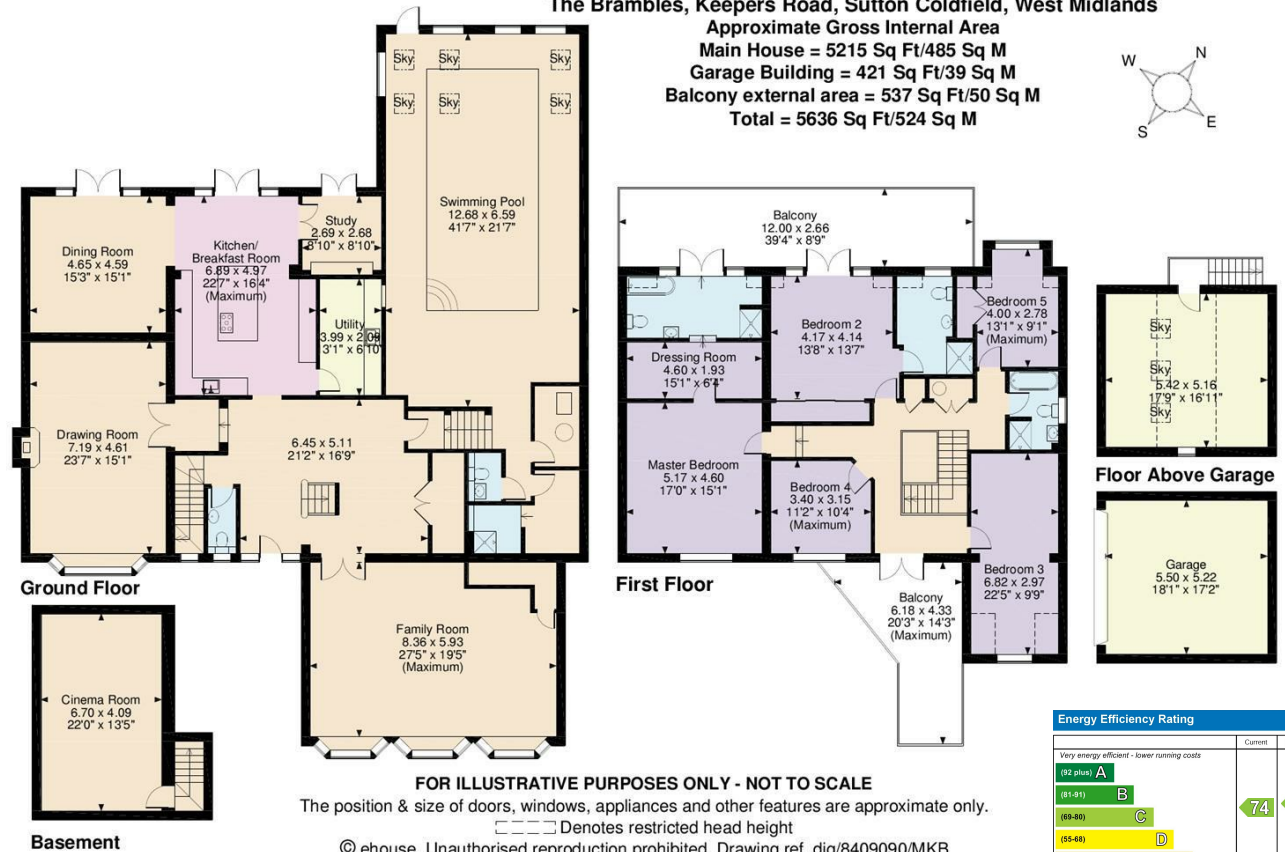 The Brambles, Keepers Road, Sutton Coldfield, West Midlands
Approximate Gross Internal Area
Main House = 5215 Sq Ft/485 Sq M
Garage Building = 421 Sq Ft/39 Sq M
Balcony external area = 537 Sq Ft/50 Sq M
Total = 5636 Sq Ft/524 Sq M
W
N
S
E
Sky
Sky
Sky
Sky
Sky
Sky
Swimming Pool
12.68 x 6.59
41'7" x 21'7"
Study
2.69 x 2.68
8'10" x 8'10"
Dining Room
4.65 x 4.59
15'3" x 15'1"
Kitchen/
Breakfast Room
6.89 x 4.97
22'7" x 16'4"
(Maximum)
Utility
3.99 x 2.09
3'1" x 6'10"
Drawing Room
7.19 x 4.61
23'7" x 15'1"
6.45 x 5.11
21'2" x 16'9"
Ground Floor
Family Room
8.36 x 5.93
27'5" x 19'5"
(Maximum)
Cinema Room
6.70 x 4.09
22'0" x 13'5"
Basement
Balcony
12.00 x 2.66
39'4" x 8'9"
Bedroom 2
4.17 x 4.14
13'8" x 13'7"
Bedroom 5
4.00 x 2.78
13'1" x 9'1"
(Maximum)
Dressing Room
4.60 x 1.93
15'1" x 6'4"
Master Bedroom
5.17 x 4.60
17'0" x 15'1"
Bedroom 4
3.40 x 3.15
11'2" x 10'4"
(Maximum)
Bedroom 3
6.82 x 2.97
22'5" x 9'9"
First Floor
Balcony
6.18 x 4.33
20'3" x 14'3"
(Maximum)
Sky
Sky
5.42 x 5.16
17'9" x 16'11"
Sky
Floor Above Garage
Garage
5.50 x 5.22
18'1" x 17'2"
FOR ILLUSTRATIVE PURPOSES ONLY - NOT TO SCALE
The position & size of doors, windows, appliances and other features are approximate only.
Denotes restricted head height
© ehouse. Unauthorised reproduction prohibited. Drawing ref. dig/8409090/MKB
Energy Efficiency Rating
Current
Very energy efficient - lower running costs
(92 plus) A
(81-91) B
(69-80) C
74
(55-68) D